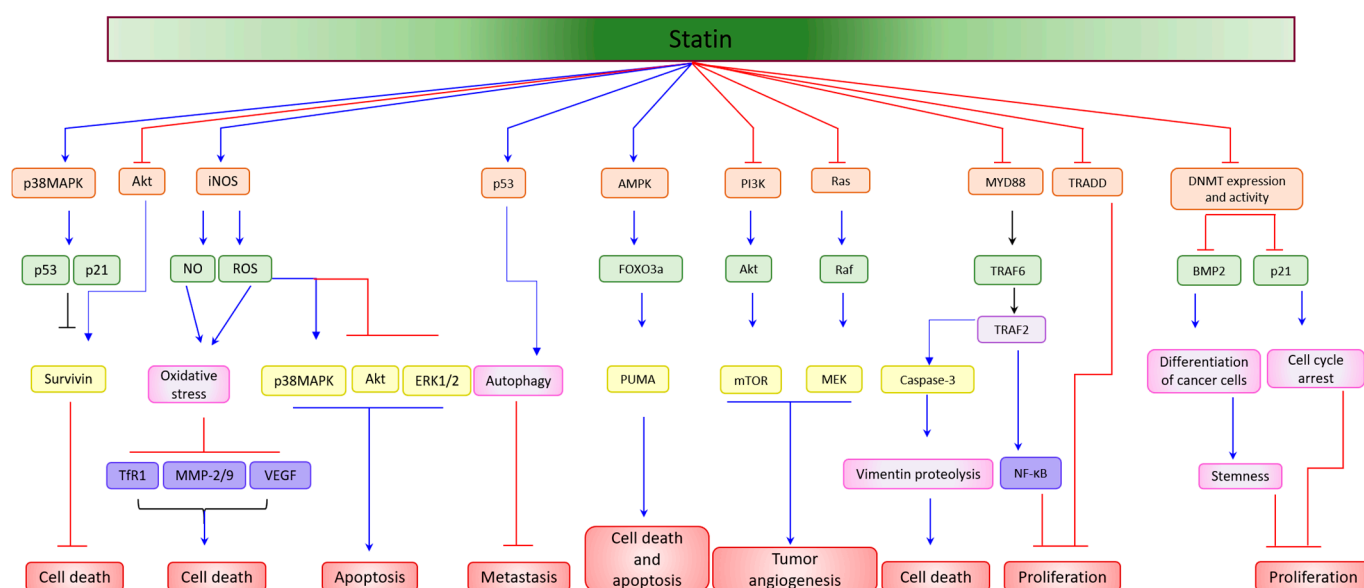 Statin
p38MAPK
Akt
iNOS
p53
AMPK
PI3K
Ras
MYD88
TRADD
DNMT expression
and activity
p53
p21
NO
ROS
FOXO3a
Akt
Raf
TRAF6
BMP2
p21
TRAF2
Survivin
Oxidative
stress
p38MAPK
Akt
ERK1/2
Autophagy
PUMA
mTOR
MEK
Caspase-3
Differentiation
of cancer cells
Cell cycle
arrest
TfR1
MMP-2/9
VEGF
Vimentin proteolysis
NF-κB
Stemness
Cell death
Cell death
Apoptosis
Metastasis
Cell death
and
apoptosis
Tumor
angiogenesis
Cell death
Proliferation
Proliferation